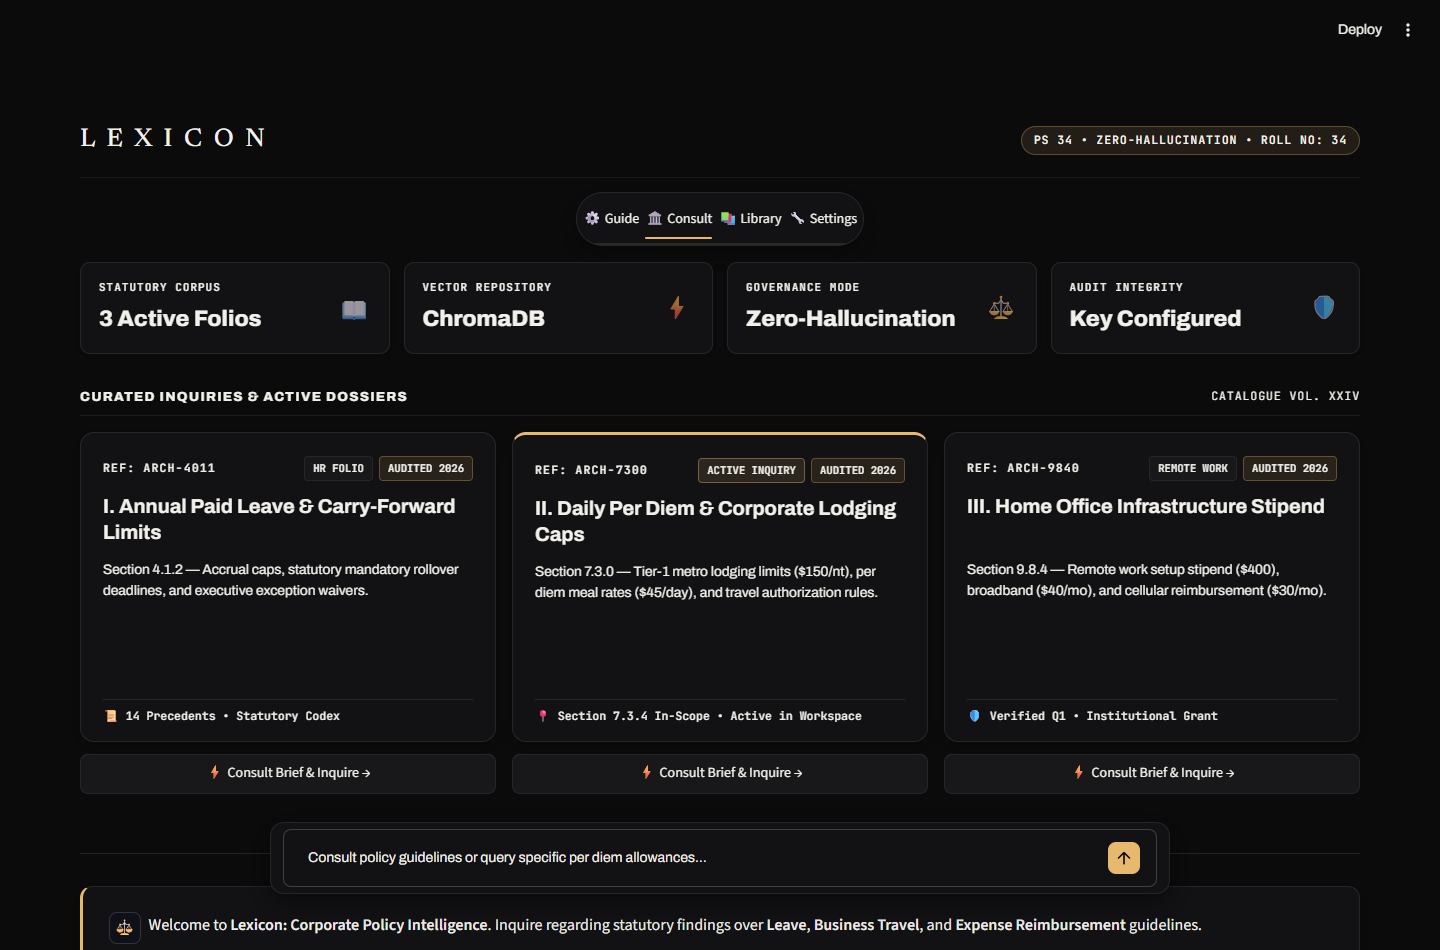 Deploy
LEXICON
PS 34 • ZERO-HALLUCINATION • ROLL NO: 34
Guide
Consult
Library
Settings
STATUTORY CORPUS
3 Active Folios
VECTOR REPOSITORY
ChromaDB
GOVERNANCE MODE
Zero-Hallucination
AUDIT INTEGRITY
Key Configured
CURATED INQUIRIES & ACTIVE DOSSIERS
CATALOGUE VOL. XXIV
REF: ARCH-4011
HR FOLIO
AUDITED 2026
I. Annual Paid Leave & Carry-Forward
Limits
Section 4.1.2 — Accrual caps, statutory mandatory rollover
deadlines, and executive exception waivers.
14 Precedents • Statutory Codex
Consult Brief & Inquire →
REF: ARCH-7300
ACTIVE INQUIRY
AUDITED 2026
II. Daily Per Diem & Corporate Lodging
Caps
Section 7.3.0 — Tier-1 metro lodging limits ($150/nt), per
diem meal rates ($45/day), and travel authorization rules.
Section 7.3.4 In-Scope • Active in Workspace
Consult Brief & Inquire →
REF: ARCH-9840
REMOTE WORK
AUDITED 2026
III. Home Office Infrastructure Stipend
Section 9.8.4 — Remote work setup stipend ($400),
broadband ($40/mo), and cellular reimbursement ($30/mo).
Verified Q1 • Institutional Grant
Consult Brief & Inquire →
Consult policy guidelines or query specific per diem allowances...
Welcome to Lexicon: Corporate Policy Intelligence. Inquire regarding statutory findings over Leave, Business Travel, and Expense Reimbursement guidelines.